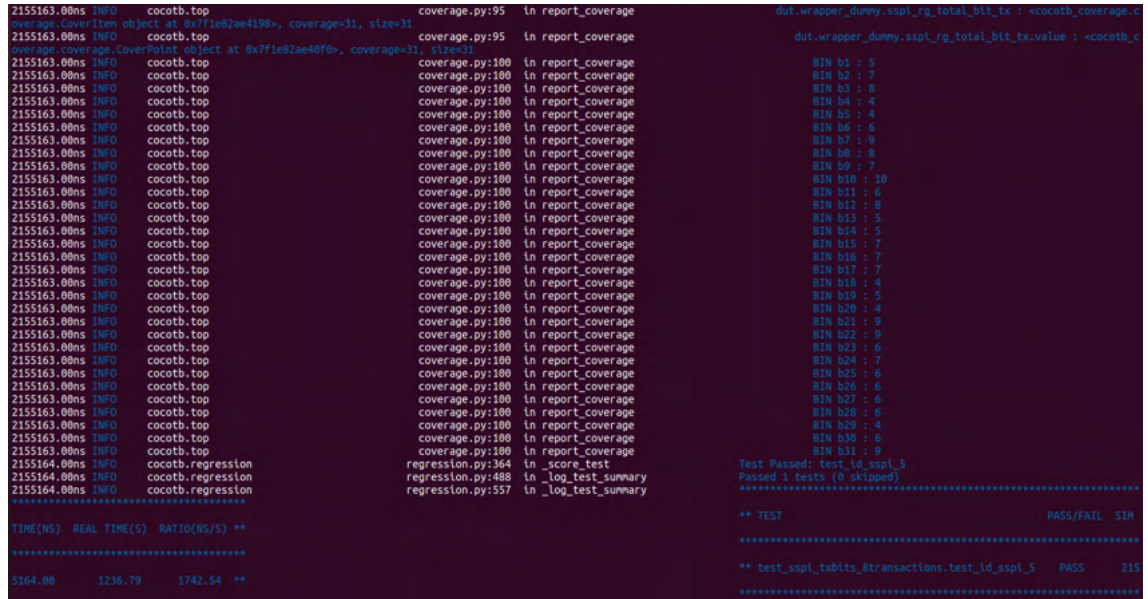 2155163.00ns INFO cocotb.top coverage.py:95 in report_coverage dut.wrapper_dummy.sspi_rg_total_bit_tx : <cocotb_coverage.c
overage.CoverItem object at 0x7f1e82ae4198>, coverage=31, size=31
2155163.00ns INFO cocotb.top coverage.py:95 in report_coverage dut.wrapper_dummy.sspi_rg_total_bit_tx.value : <cocotb_c
overage.coverage.CoverPoint object at 0x7f1e82ae40f0>, coverage=31, size=31
2155163.00ns INFO cocotb.top coverage.py:100 in report_coverage BIN b1 : 5
2155163.00ns INFO cocotb.top coverage.py:100 in report_coverage BIN b2 : 7
2155163.00ns INFO cocotb.top coverage.py:100 in report_coverage BIN b3 : 8
2155163.00ns INFO cocotb.top coverage.py:100 in report_coverage BIN b4 : 4
2155163.00ns INFO cocotb.top coverage.py:100 in report_coverage BIN b5 : 4
2155163.00ns INFO cocotb.top coverage.py:100 in report_coverage BIN b6 : 6
2155163.00ns INFO cocotb.top coverage.py:100 in report_coverage BIN b7 : 9
2155163.00ns INFO cocotb.top coverage.py:100 in report_coverage BIN b8 : 8
2155163.00ns INFO cocotb.top coverage.py:100 in report_coverage BIN b9 : 7
2155163.00ns INFO cocotb.top coverage.py:100 in report_coverage BIN b10 : 10
2155163.00ns INFO cocotb.top coverage.py:100 in report_coverage BIN b11 : 6
2155163.00ns INFO cocotb.top coverage.py:100 in report_coverage BIN b12 : 8
2155163.00ns INFO cocotb.top coverage.py:100 in report_coverage BIN b13 : 5
2155163.00ns INFO cocotb.top coverage.py:100 in report_coverage BIN b14 : 5
2155163.00ns INFO cocotb.top coverage.py:100 in report_coverage BIN b15 : 7
2155163.00ns INFO cocotb.top coverage.py:100 in report_coverage BIN b16 : 7
2155163.00ns INFO cocotb.top coverage.py:100 in report_coverage BIN b17 : 7
2155163.00ns INFO cocotb.top coverage.py:100 in report_coverage BIN b18 : 4
2155163.00ns INFO cocotb.top coverage.py:100 in report_coverage BIN b19 : 5
2155163.00ns INFO cocotb.top coverage.py:100 in report_coverage BIN b20 : 4
2155163.00ns INFO cocotb.top coverage.py:100 in report_coverage BIN b21 : 9
2155163.00ns INFO cocotb.top coverage.py:100 in report_coverage BIN b22 : 9
2155163.00ns INFO cocotb.top coverage.py:100 in report_coverage BIN b23 : 6
2155163.00ns INFO cocotb.top coverage.py:100 in report_coverage BIN b24 : 7
2155163.00ns INFO cocotb.top coverage.py:100 in report_coverage BIN b25 : 6
2155163.00ns INFO cocotb.top coverage.py:100 in report_coverage BIN b26 : 6
2155163.00ns INFO cocotb.top coverage.py:100 in report_coverage BIN b27 : 6
2155163.00ns INFO cocotb.top coverage.py:100 in report_coverage BIN b28 : 6
2155163.00ns INFO cocotb.top coverage.py:100 in report_coverage BIN b29 : 4
2155163.00ns INFO cocotb.top coverage.py:100 in report_coverage BIN b30 : 6
2155163.00ns INFO cocotb.top coverage.py:100 in report_coverage BIN b31 : 9
2155164.00ns INFO cocotb.regression regression.py:364 in _score_test Test Passed: test_id_sspi_5
2155164.00ns INFO cocotb.regression regression.py:488 in _log_test_summary Passed 1 tests (0 skipped)
2155164.00ns INFO cocotb.regression regression.py:557 in _log_test_summary *****************************************************************
**************************************
** TEST PASS/FAIL SIM
TIME(NS) REAL TIME(S) RATIO(NS/S) **
*****************************************************************
**************************************
** test_sspi_txbits_8transactions.test_id_sspi_5 PASS 215
5164.00 1236.79 1742.54 **
*****************************************************************